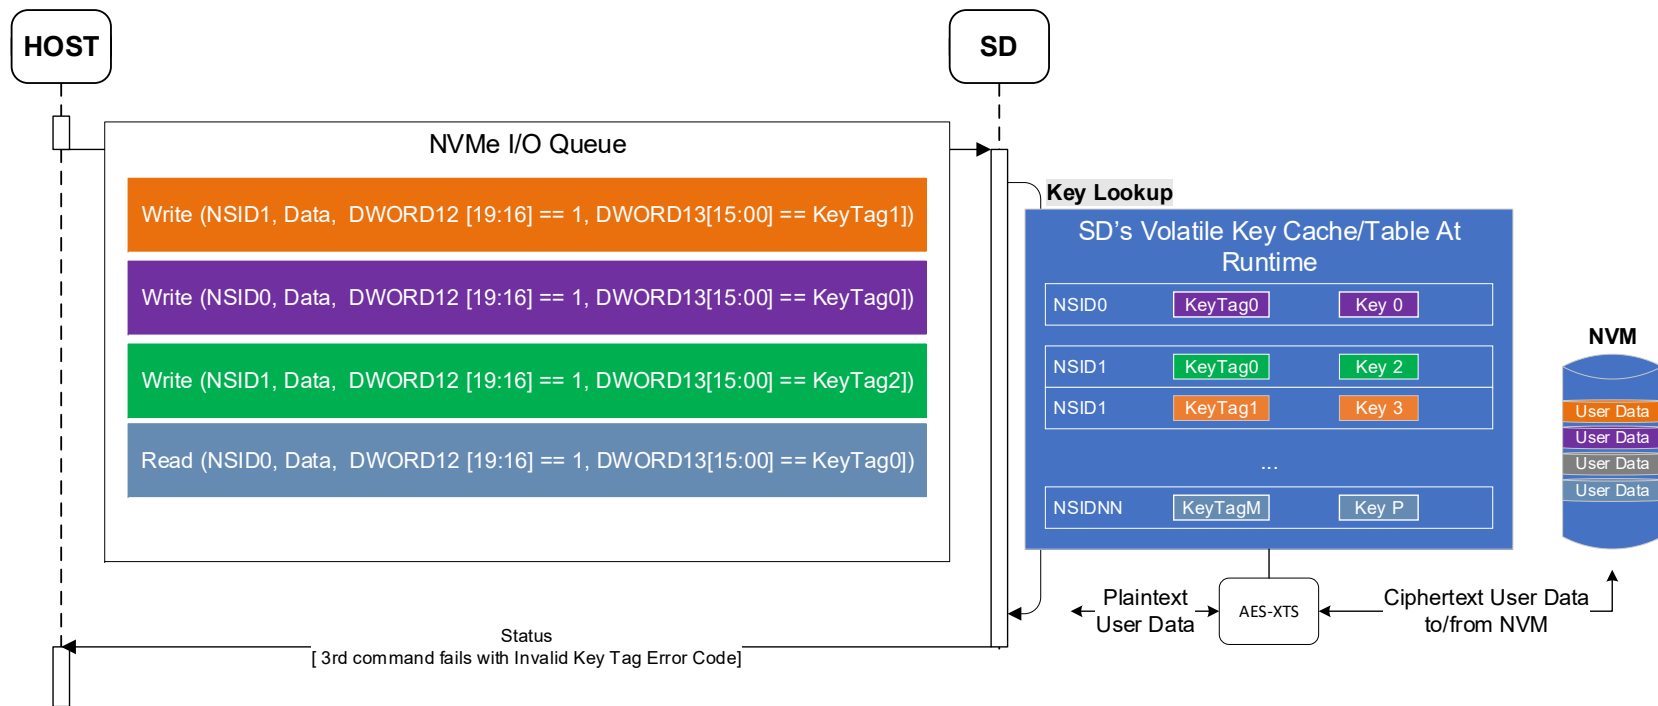 HOST
SD
NVMe I/O Queue
Write (NSID1, Data,  DWORD12 [19:16] == 1, DWORD13[15:00] == KeyTag1])
Write (NSID0, Data,  DWORD12 [19:16] == 1, DWORD13[15:00] == KeyTag0])
Write (NSID1, Data,  DWORD12 [19:16] == 1, DWORD13[15:00] == KeyTag2])
Read (NSID0, Data,  DWORD12 [19:16] == 1, DWORD13[15:00] == KeyTag0])
Key Lookup
SD's Volatile Key Cache/Table At
Runtime
NSID0 KeyTag0 Key 0
NSID1 KeyTag0 Key 2
NSID1 KeyTag1 Key 3
...
NSIDNN KeyTagM Key P
NVM
User Data
User Data
User Data
User Data
Plaintext
User Data
AES-XTS
Ciphertext User Data
to/from NVM
Status
[ 3rd command fails with Invalid Key Tag Error Code]